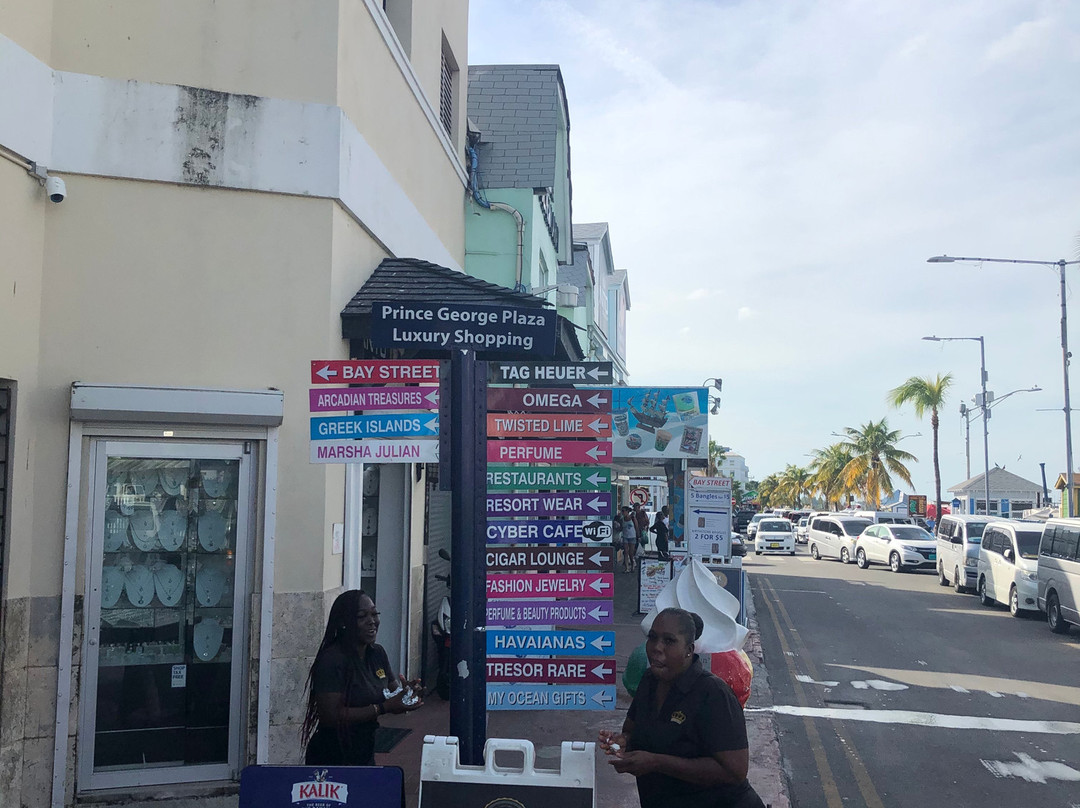 Prince George Plaza
Luxury Shopping
BAY STREET
ARCADIAN TREASURES
GREEK ISLANDS
MARSHA JULIAN
TAG HEUER
OMEGA
TWISTED LIME
PERFUME
RESTAURANTS
RESORT WEAR
CYBER CAFE WiFi
CIGAR LOUNGE
FASHION JEWELRY
PERFUME & BEAUTY PRODUCTS
HAVAIANAS
TRESOR RARE
MY OCEAN GIFTS
BAY STREET
5 Bangles
2 FOR $5
KALIK